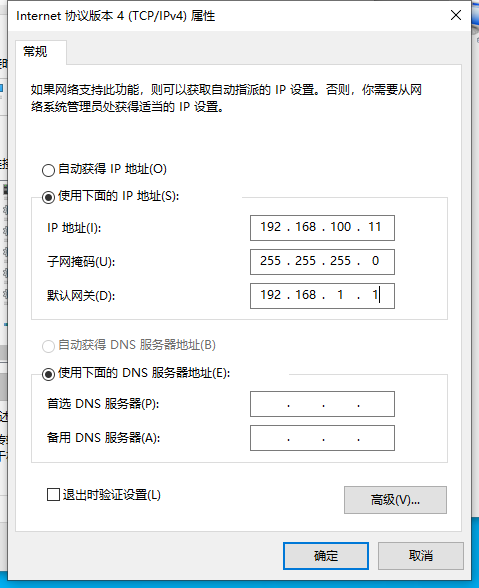 Internet 协议版本 4 (TCP/IPv4) 属性
常规
如果网络支持此功能，则可以获取自动指派的 IP 设置。否则，你需要从网
络系统管理员处获得适当的 IP 设置。
自动获得 IP 地址(O)
使用下面的 IP 地址(S):
IP 地址(I): 192 . 168 . 100 . 11
子网掩码(U): 255 . 255 . 255 . 0
默认网关(D): 192 . 168 . 1 . 1
自动获得 DNS 服务器地址(B)
使用下面的 DNS 服务器地址(E):
首选 DNS 服务器(P): . . .
备用 DNS 服务器(A): . . .
退出时验证设置(L)
高级(V)...
确定
取消